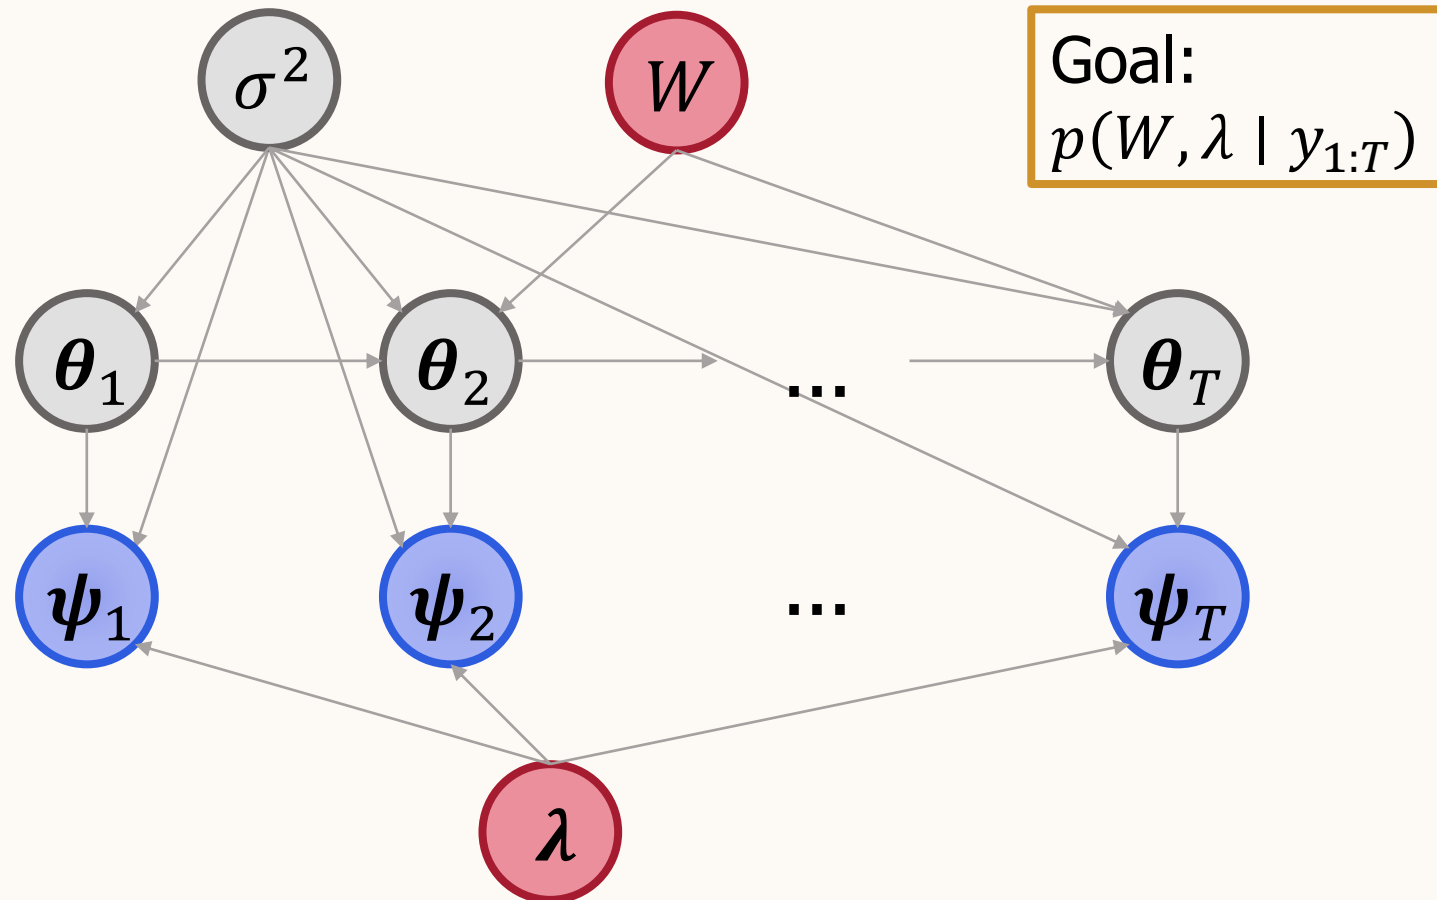 σ²
W
Goal:
p(W, λ | y₁:T)
θ₁
θ₂
...
θT
ψ₁
ψ₂
...
ψT
λ